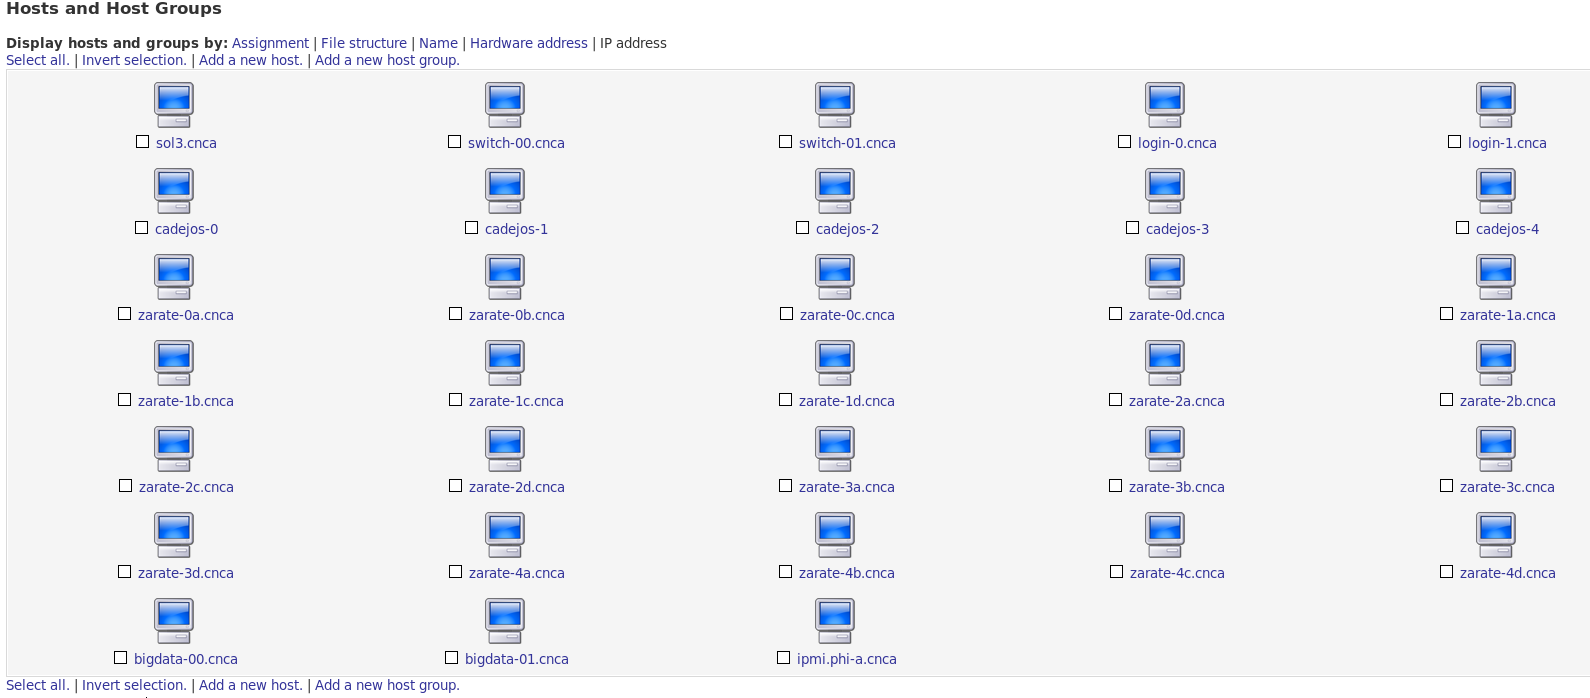 Hosts and Host Groups
Display hosts and groups by: Assignment | File structure | Name | Hardware address | IP address
Select all. | Invert selection. | Add a new host. | Add a new host group.
sol3.cnca switch-00.cnca switch-01.cnca login-0.cnca login-1.cnca
cadejos-0 cadejos-1 cadejos-2 cadejos-3 cadejos-4
zarate-0a.cnca zarate-0b.cnca zarate-0c.cnca zarate-0d.cnca zarate-1a.cnca
zarate-1b.cnca zarate-1c.cnca zarate-1d.cnca zarate-2a.cnca zarate-2b.cnca
zarate-2c.cnca zarate-2d.cnca zarate-3a.cnca zarate-3b.cnca zarate-3c.cnca
zarate-3d.cnca zarate-4a.cnca zarate-4b.cnca zarate-4c.cnca zarate-4d.cnca
bigdata-00.cnca bigdata-01.cnca ipmi.phi-a.cnca
Select all. | Invert selection. | Add a new host. | Add a new host group.